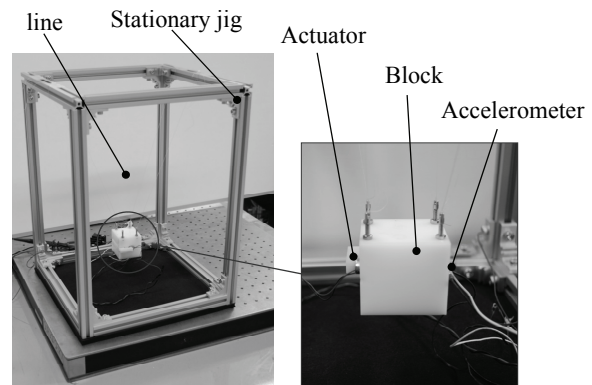 line
Stationary jig
Actuator
Block
Accelerometer